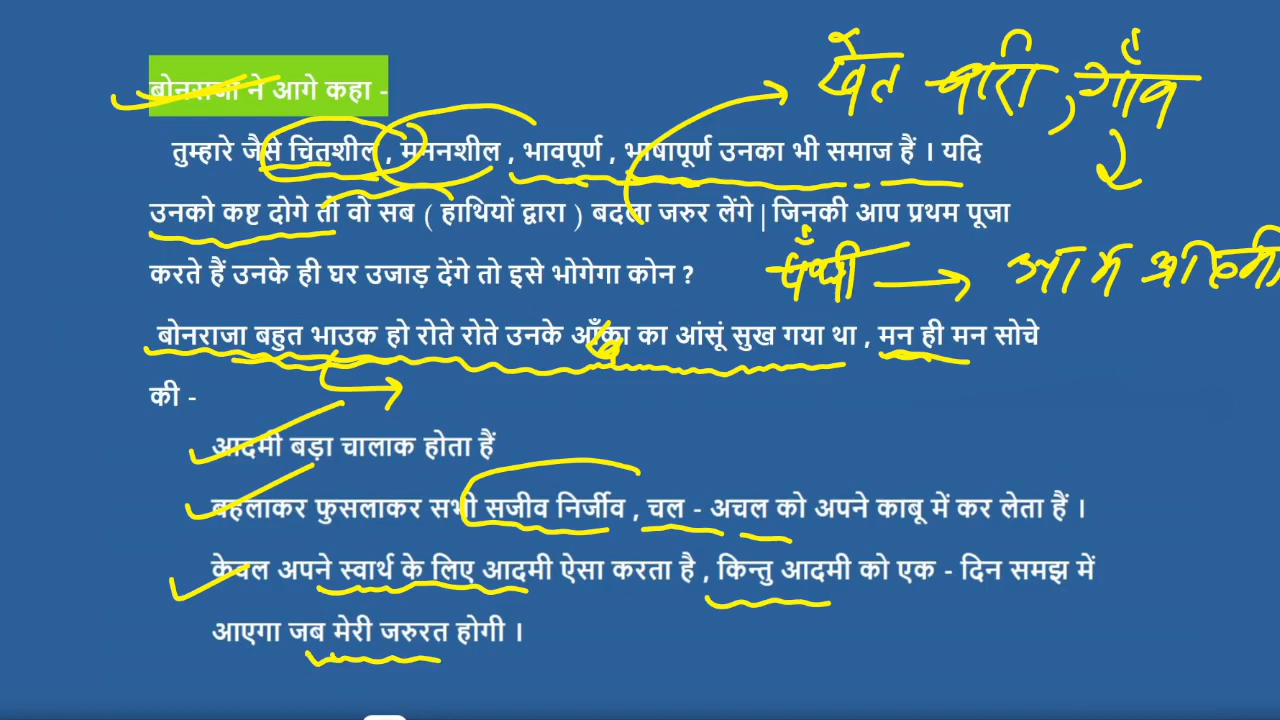 खेत बारी , गाँव
बोनराजा ने आगे कहा -
तुम्हारे जैसे चिंतशील , मननशील , भावपूर्ण , भाषापूर्ण उनका भी समाज हैं । यदि
उनको कष्ट दोगे तो वो सब ( हाथियों द्वारा ) बदला जरुर लेंगे | जिनकी आप प्रथम पूजा
करते हैं उनके ही घर उजाड़ देंगे तो इसे भोगेगा कोन ?
आम आदमी
बोनराजा बहुत भाउक हो रोते रोते उनके आँका का आंसूं सुख गया था , मन ही मन सोचे
ख
की -
आदमी बड़ा चालाक होता हैं
बहलाकर फुसलाकर सभी सजीव निर्जीव , चल - अचल को अपने काबू में कर लेता हैं ।
केवल अपने स्वार्थ के लिए आदमी ऐसा करता है , किन्तु आदमी को एक - दिन समझ में
आएगा जब मेरी जरुरत होगी ।